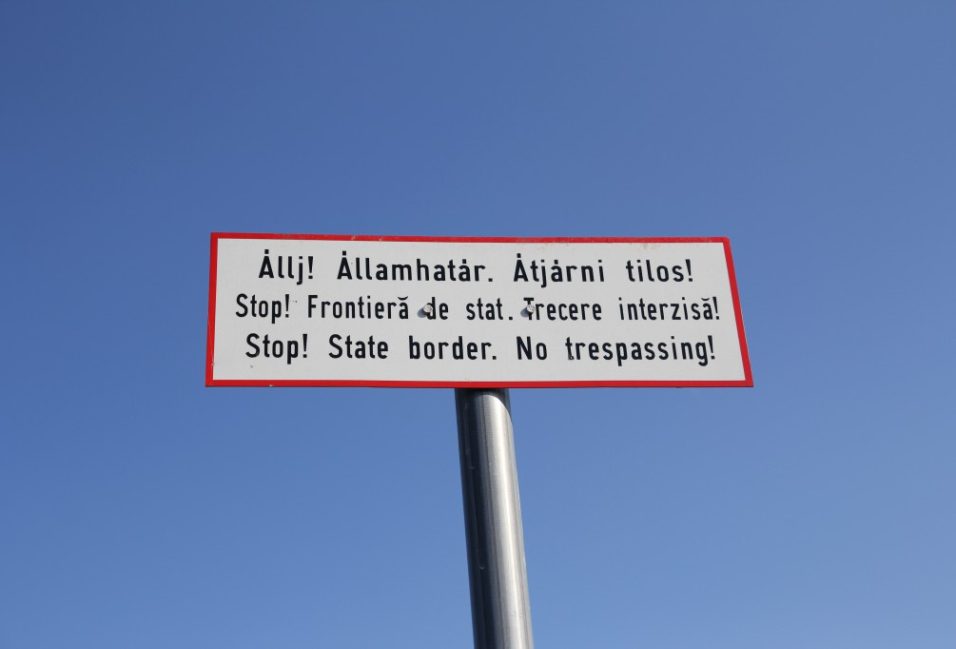 Állj! Államhatár. Átjárni tilos!
Stop! Frontieră de stat. Trecere interzisă!
Stop! State border. No trespassing!